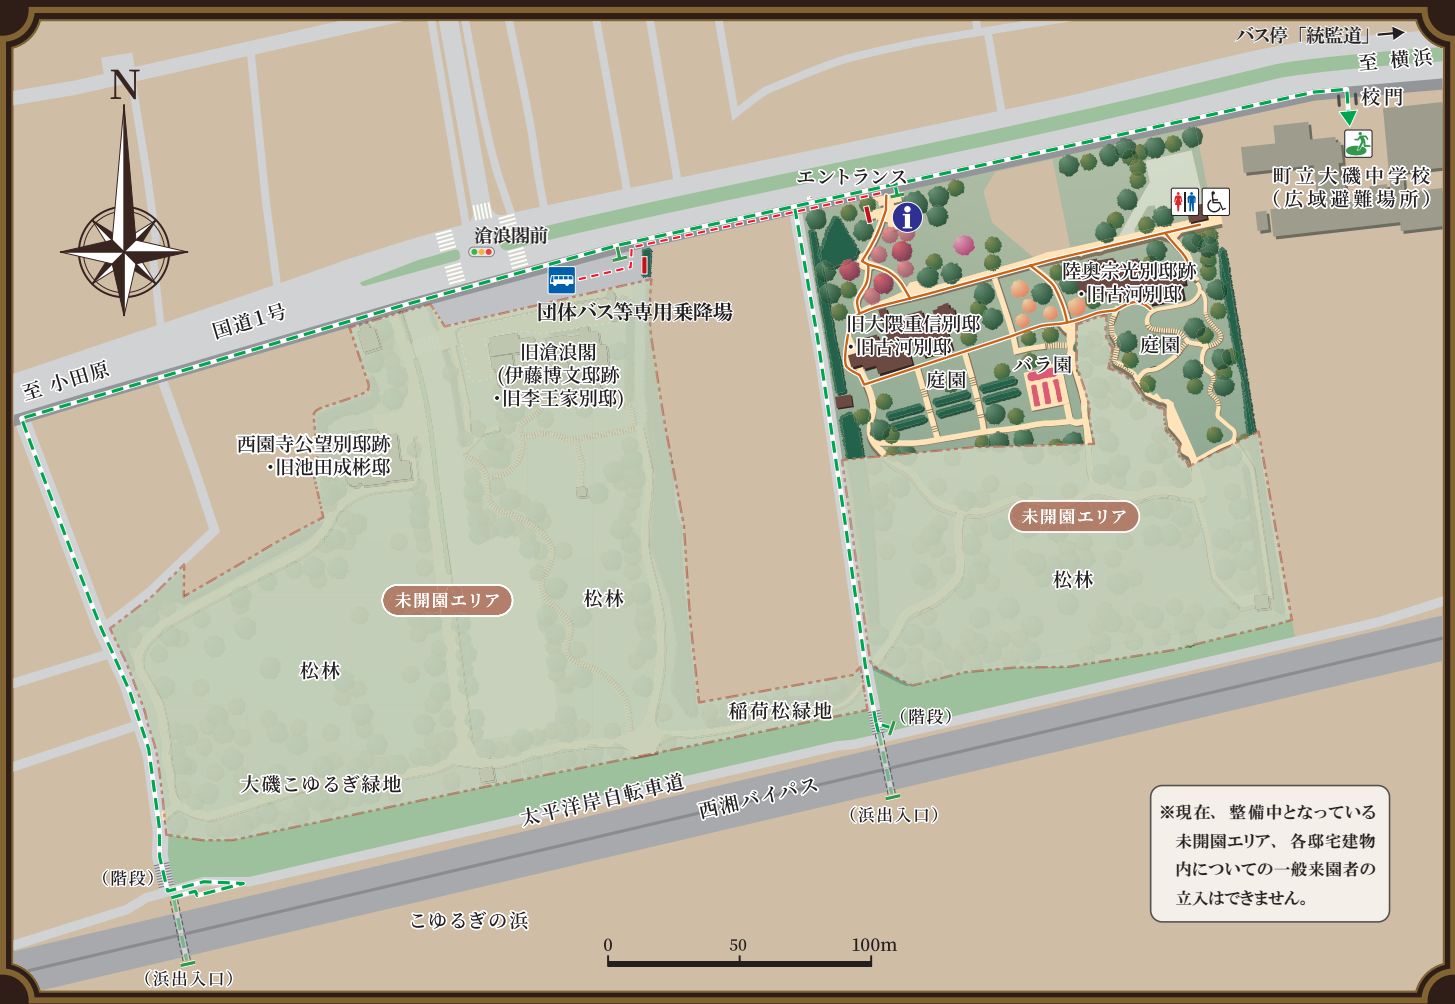 バス停「統監道」
至 横浜
N
校門
エントランス
町立大磯中学校
（広域避難場所）
滄浪閣前
陸奥宗光別邸跡
・旧古河別邸
団体バス等専用乗降場
国道1号
旧大隈重信別邸
・旧古河別邸
庭園
旧滄浪閣
(伊藤博文邸跡
・旧李王家別邸)
バラ園
庭園
至 小田原
西園寺公望別邸跡
・旧池田成彬邸
未開園エリア
松林
未開園エリア
松林
松林
稲荷松緑地
（階段）
大磯こゆるぎ緑地
太平洋岸自転車道
西湘バイパス
（浜出入口）
※現在、整備中となっている
未開園エリア、各邸宅建物
内についての一般来園者の
立入はできません。
（階段）
こゆるぎの浜
0 50 100m
（浜出入口）